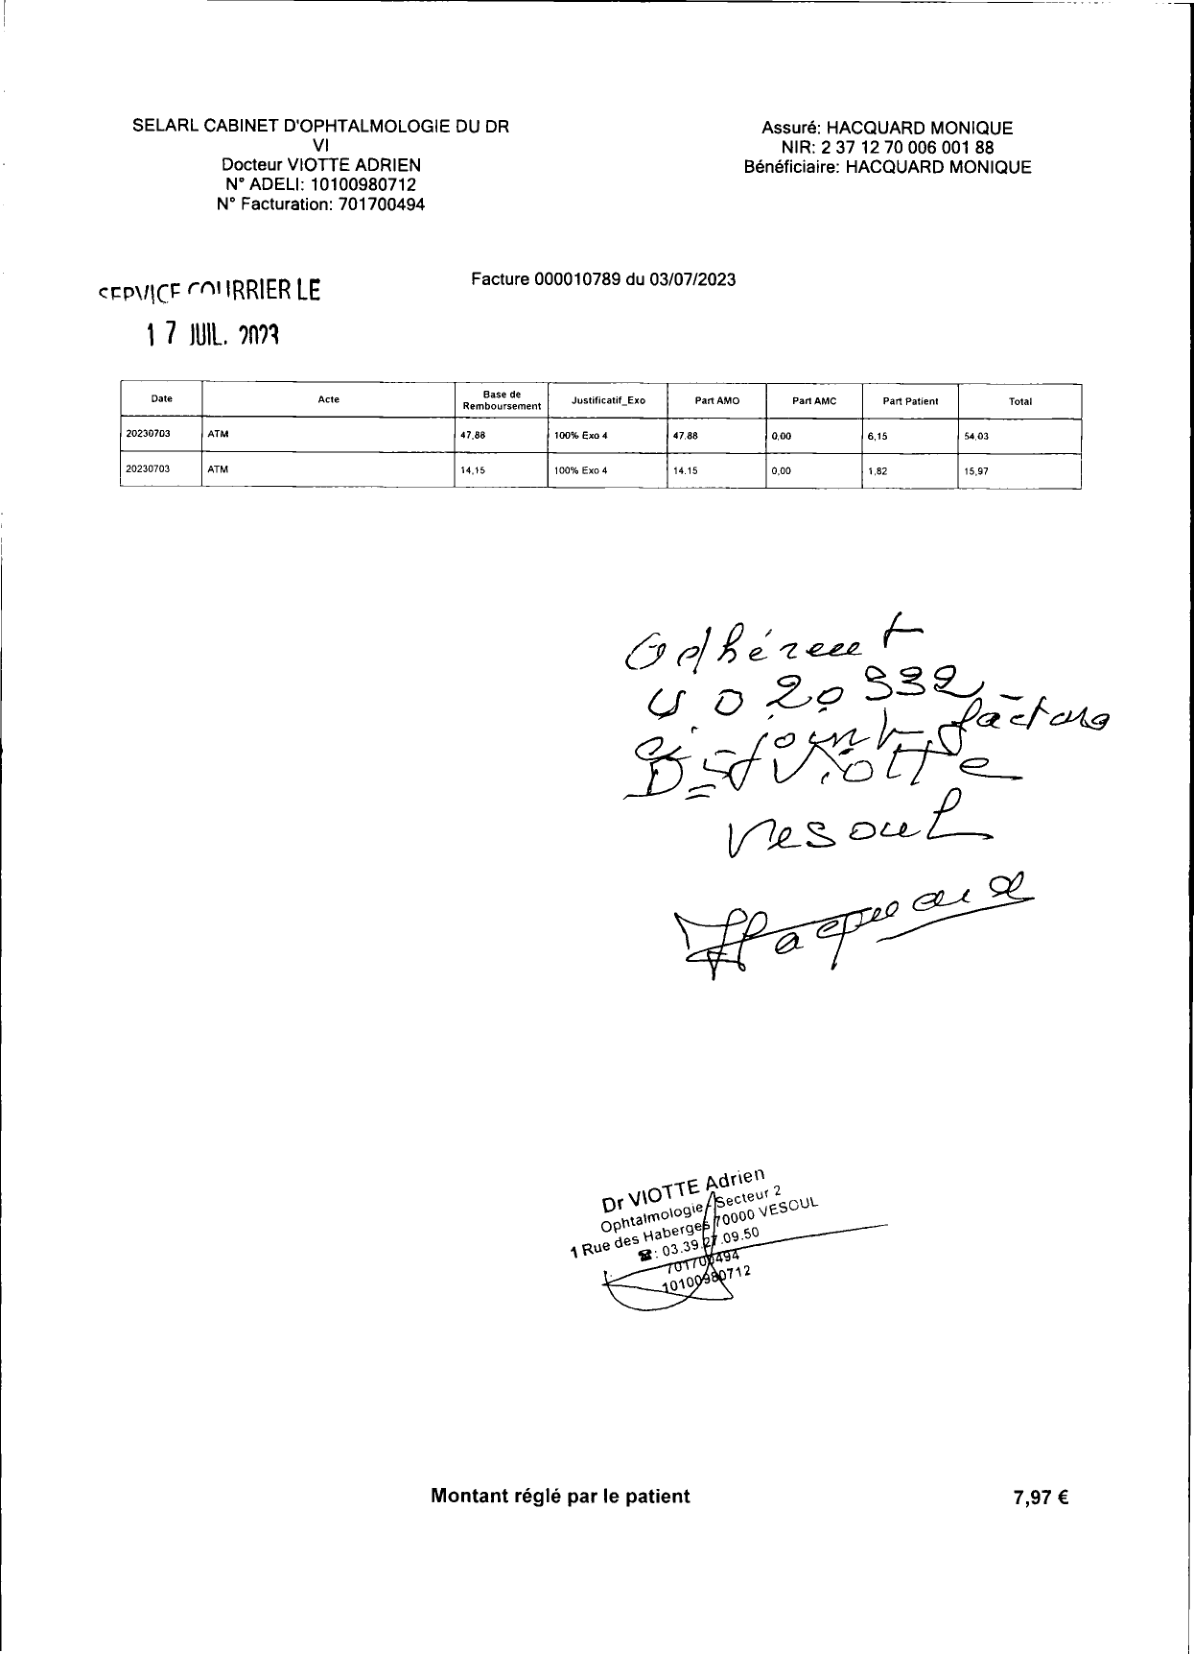 SELARL CABINET D'OPHTALMOLOGIE DU DR
VI
Docteur VIOTTE ADRIEN
N° ADELI: 10100980712
N° Facturation: 701700494
Assuré: HACQUARD MONIQUE
NIR: 2 37 12 70 006 001 88
Bénéficiaire: HACQUARD MONIQUE
Facture 000010789 du 03/07/2023
SERVICE COURRIER LE
17 JUIL. 2023
Date Acte Base de Remboursement Justificatif_Exo Part AMO Part AMC Part Patient Total
20230703 ATM 47,88 100% Exo 4 47.88 0,00 6,15 54,03
20230703 ATM 14,15 100% Exo 4 14.15 0,00 1,82 15,97
Adhérent
4020332
ci-joint facture
Dr Viotte
Vesoul
Hacquard
Dr VIOTTE Adrien
Ophtalmologie - Secteur 2
1 Rue des Haberges 70000 VESOUL
☎: 03.39.27.09.50
701700494
10100980712
Montant réglé par le patient 7,97 €